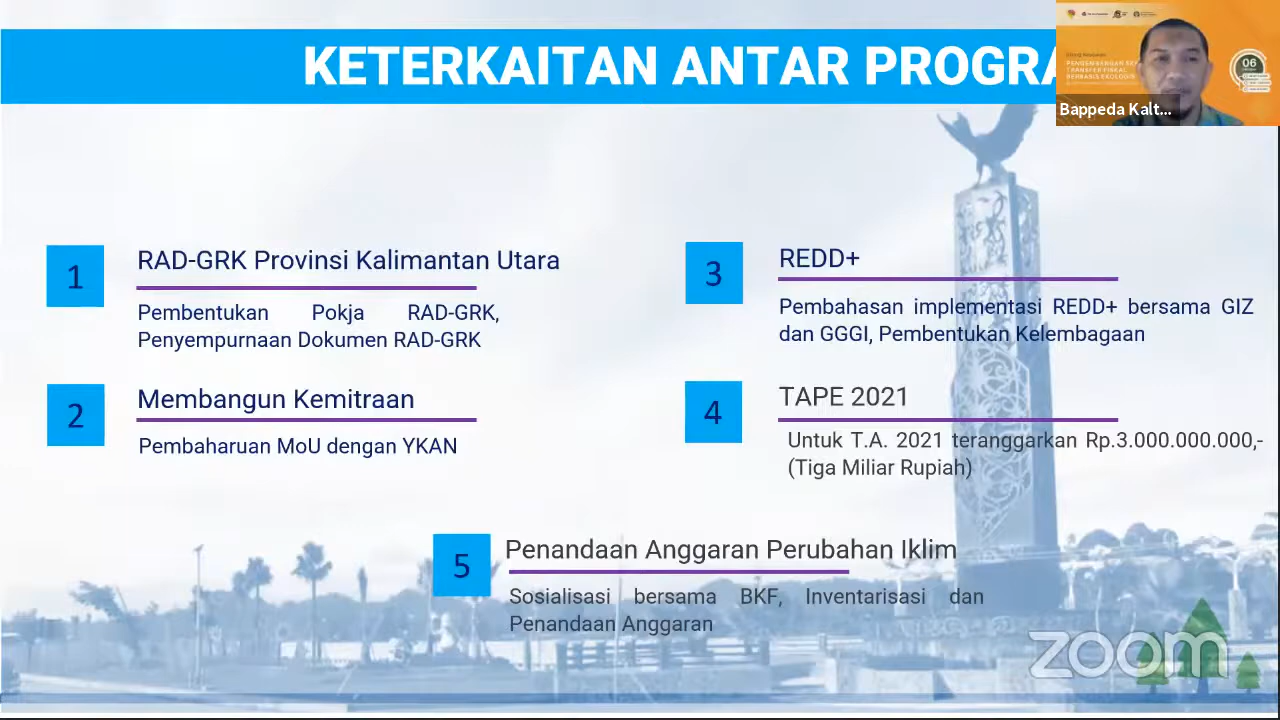 KETERKAITAN ANTAR PROGRA
06
Bappeda Kalt...
1
RAD-GRK Provinsi Kalimantan Utara
Pembentukan Pokja RAD-GRK,
Penyempurnaan Dokumen RAD-GRK
2
Membangun Kemitraan
Pembaharuan MoU dengan YKAN
3
REDD+
Pembahasan implementasi REDD+ bersama GIZ
dan GGGI, Pembentukan Kelembagaan
4
TAPE 2021
Untuk T.A. 2021 teranggarkan Rp.3.000.000.000,-
(Tiga Miliar Rupiah)
5
Penandaan Anggaran Perubahan Iklim
Sosialisasi bersama BKF, Inventarisasi dan
Penandaan Anggaran
zoom